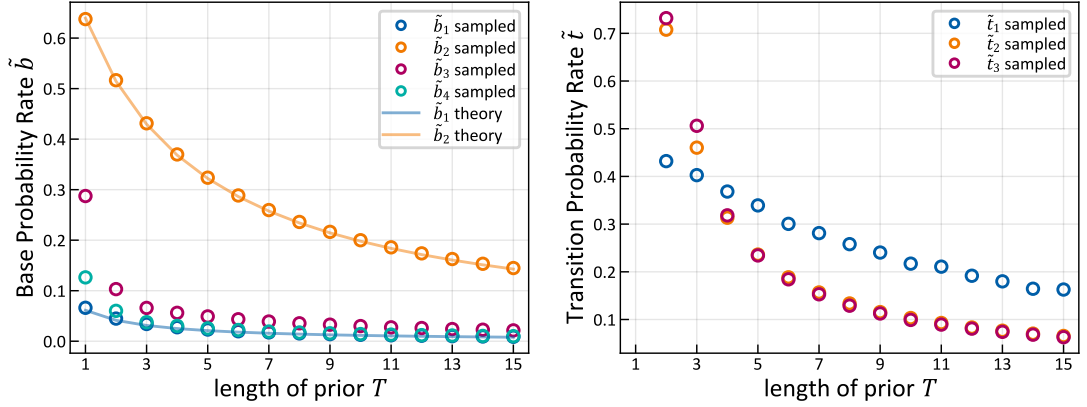 Base Probability Rate b̃
0.6
0.5
0.4
0.3
0.2
0.1
0.0
b̃₁ sampled
b̃₂ sampled
b̃₃ sampled
b̃₄ sampled
b̃₁ theory
b̃₂ theory
1 3 5 7 9 11 13 15
length of prior T
Transition Probability Rate t̃
0.7
0.6
0.5
0.4
0.3
0.2
0.1
t̃₁ sampled
t̃₂ sampled
t̃₃ sampled
1 3 5 7 9 11 13 15
length of prior T